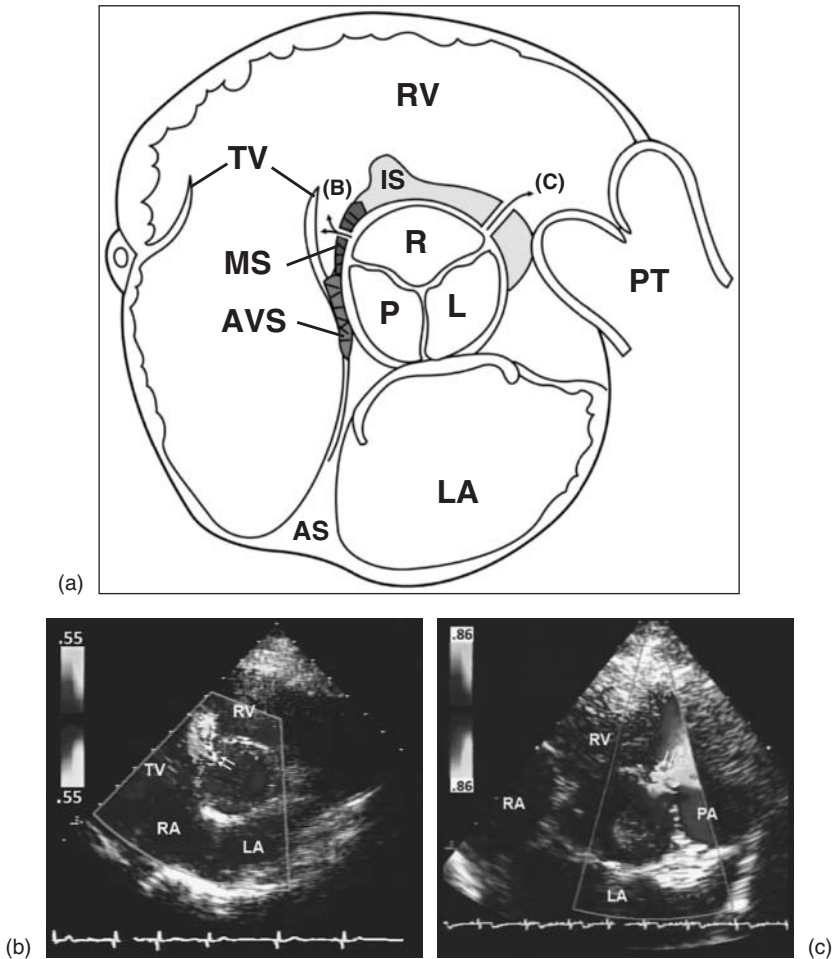 RV
TV
(B)
IS
(C)
R
MS
PT
P
L
AVS
LA
AS
(a)
.55
RV
TV
.55
RA
LA
(b)
.86
RV
.86
RA
PA
LA
(c)